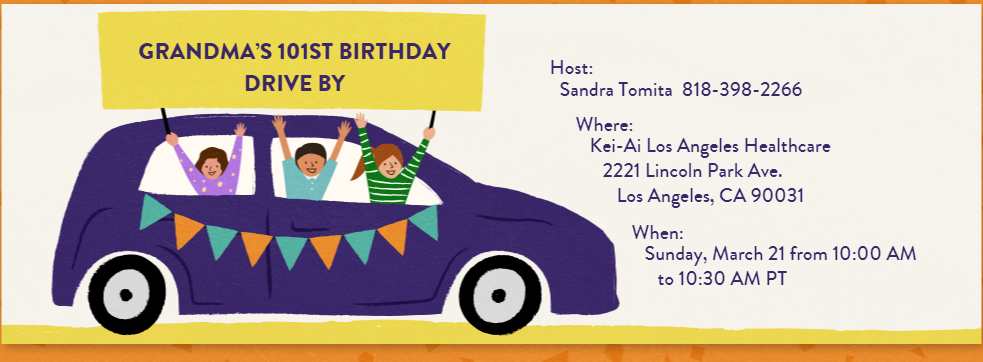 GRANDMA'S 101ST BIRTHDAY
DRIVE BY
Host:
Sandra Tomita 818-398-2266
Where:
Kei-Ai Los Angeles Healthcare
2221 Lincoln Park Ave.
Los Angeles, CA 90031
When:
Sunday, March 21 from 10:00 AM
to 10:30 AM PT